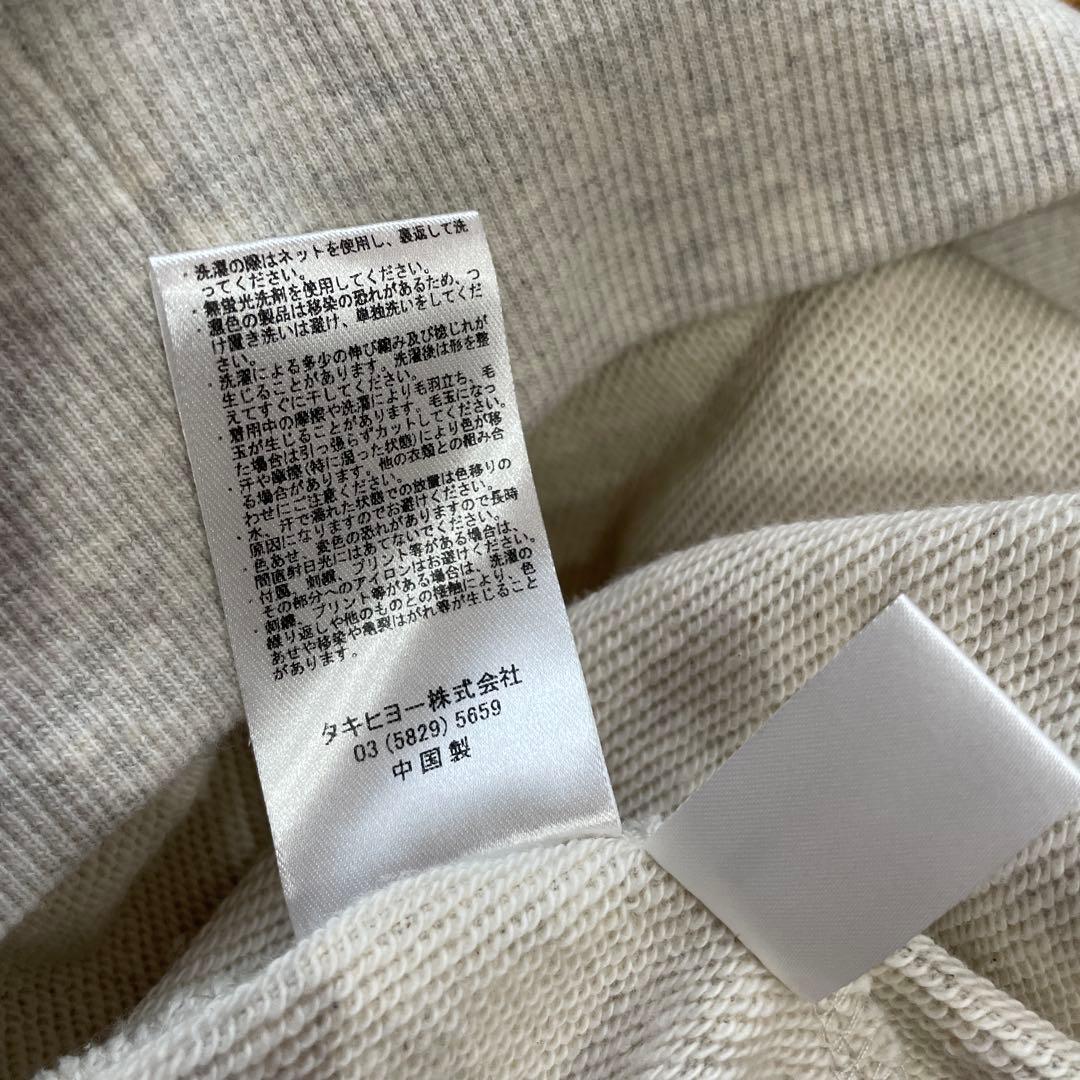 ・洗濯の際はネットを使用し、裏返して洗
ってください。
・無蛍光洗剤を使用してください。
・濃色の製品は移染の恐れがあるため、つ
け置き洗いは避け、単独洗いをしてくだ
さい。
・洗濯による多少の伸び縮み及び捻じれが
生じることがあります。洗濯後は形を整
えてすぐに干してください。
・着用中の摩擦や洗濯により毛羽立ち、毛
玉が生じることがあります。毛玉になっ
た場合は引っ張らずカットしてください。
・汗や摩擦(特に湿った状態)により色が移
る場合があります。他の衣類との組み合
わせにご注意ください。
・水、汗で濡れた状態での放置は色移りの
原因になりますのでお避けください。
・色あせ、変色の恐れがありますので長時
間直射日光にはあてないでください。
・付属、刺繍、プリント等がある場合は、
その部分へのアイロンはお避けください。
・刺繍、プリント等がある場合は、洗濯の
繰り返しや他のものとの接触により、色
あせや移染や亀裂はがれ等が生じること
があります。
タキヒヨー株式会社
03 (5829) 5659
中国製